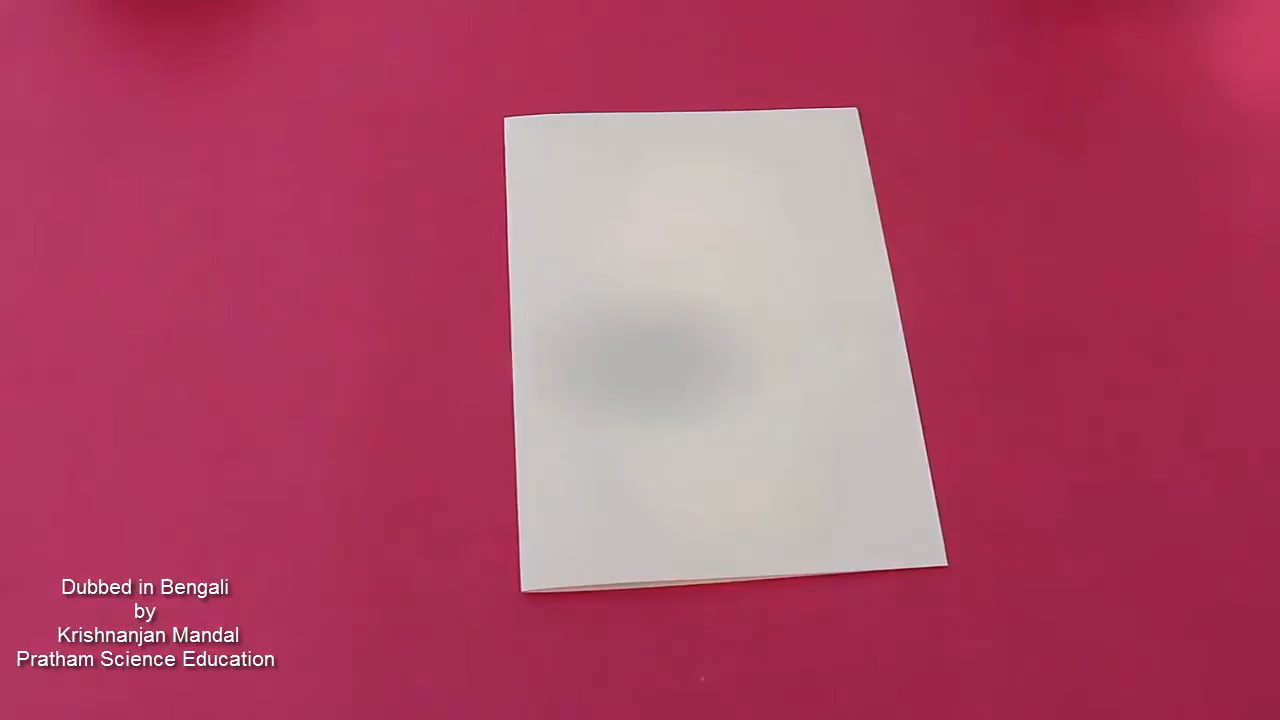 Dubbed in Bengali
by
Krishnanjan Mandal
Pratham Science Education